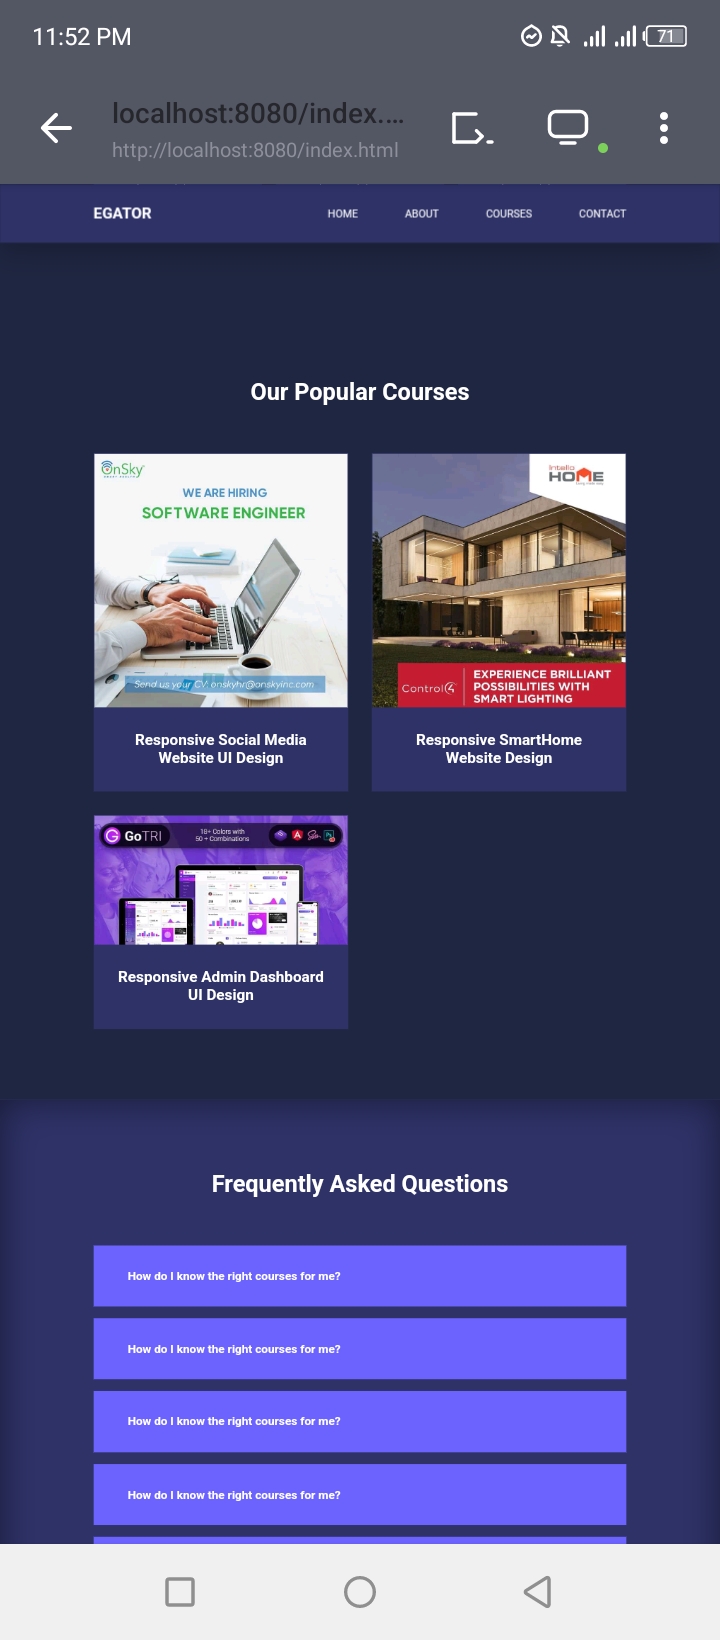 11:52 PM
71
localhost:8080/index....
http://localhost:8080/index.html
EGATOR
HOME
ABOUT
COURSES
CONTACT
Our Popular Courses
OnSky
WE ARE HIRING
SOFTWARE ENGINEER
Send us your CV: onskyhr@onskyinc.com
Responsive Social Media
Website UI Design
Intello
HOME
Control4
EXPERIENCE BRILLIANT
POSSIBILITIES WITH
SMART LIGHTING
Responsive SmartHome
Website Design
GoTRI
18+ Colors with
50 + Combinations
Responsive Admin Dashboard
UI Design
Frequently Asked Questions
How do I know the right courses for me?
How do I know the right courses for me?
How do I know the right courses for me?
How do I know the right courses for me?